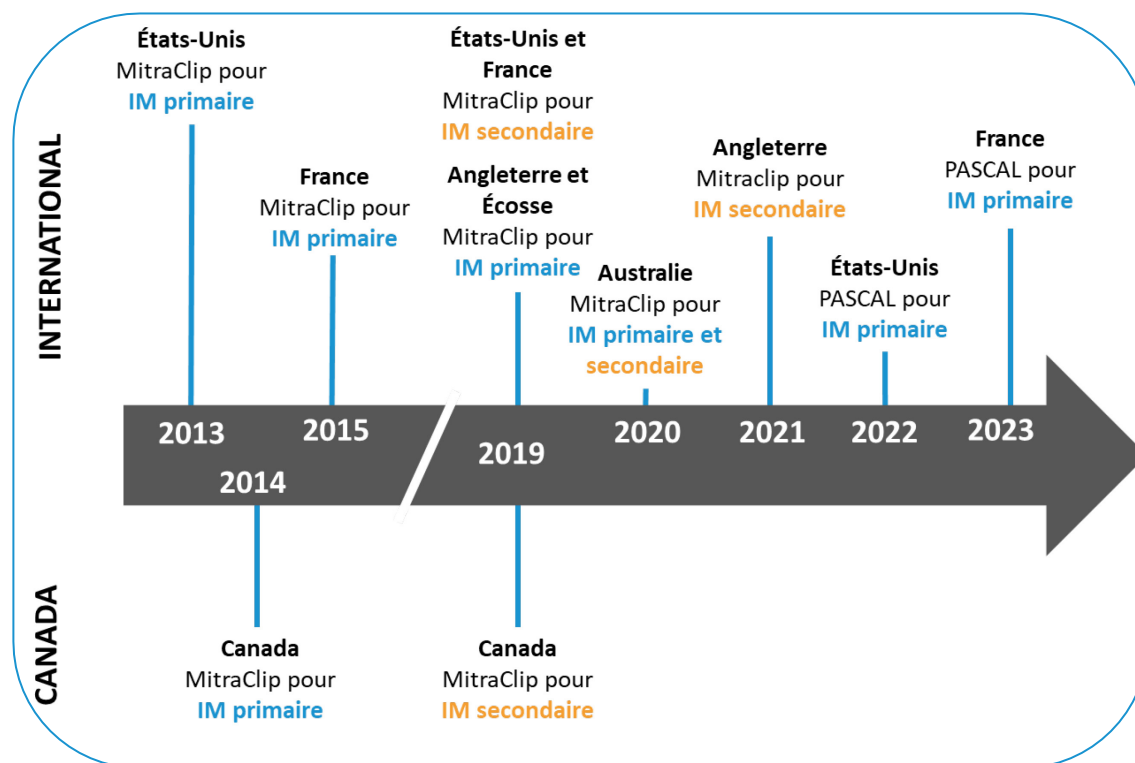 INTERNATIONAL
États-Unis
MitraClip pour
IM primaire
France
MitraClip pour
IM primaire
États-Unis et
France
MitraClip pour
IM secondaire
Angleterre et
Écosse
MitraClip pour
IM primaire
Australie
MitraClip pour
IM primaire et
secondaire
Angleterre
Mitraclip pour
IM secondaire
États-Unis
PASCAL pour
IM primaire
France
PASCAL pour
IM primaire
2013
2014
2015
2019
2020
2021
2022
2023
CANADA
Canada
MitraClip pour
IM primaire
Canada
MitraClip pour
IM secondaire